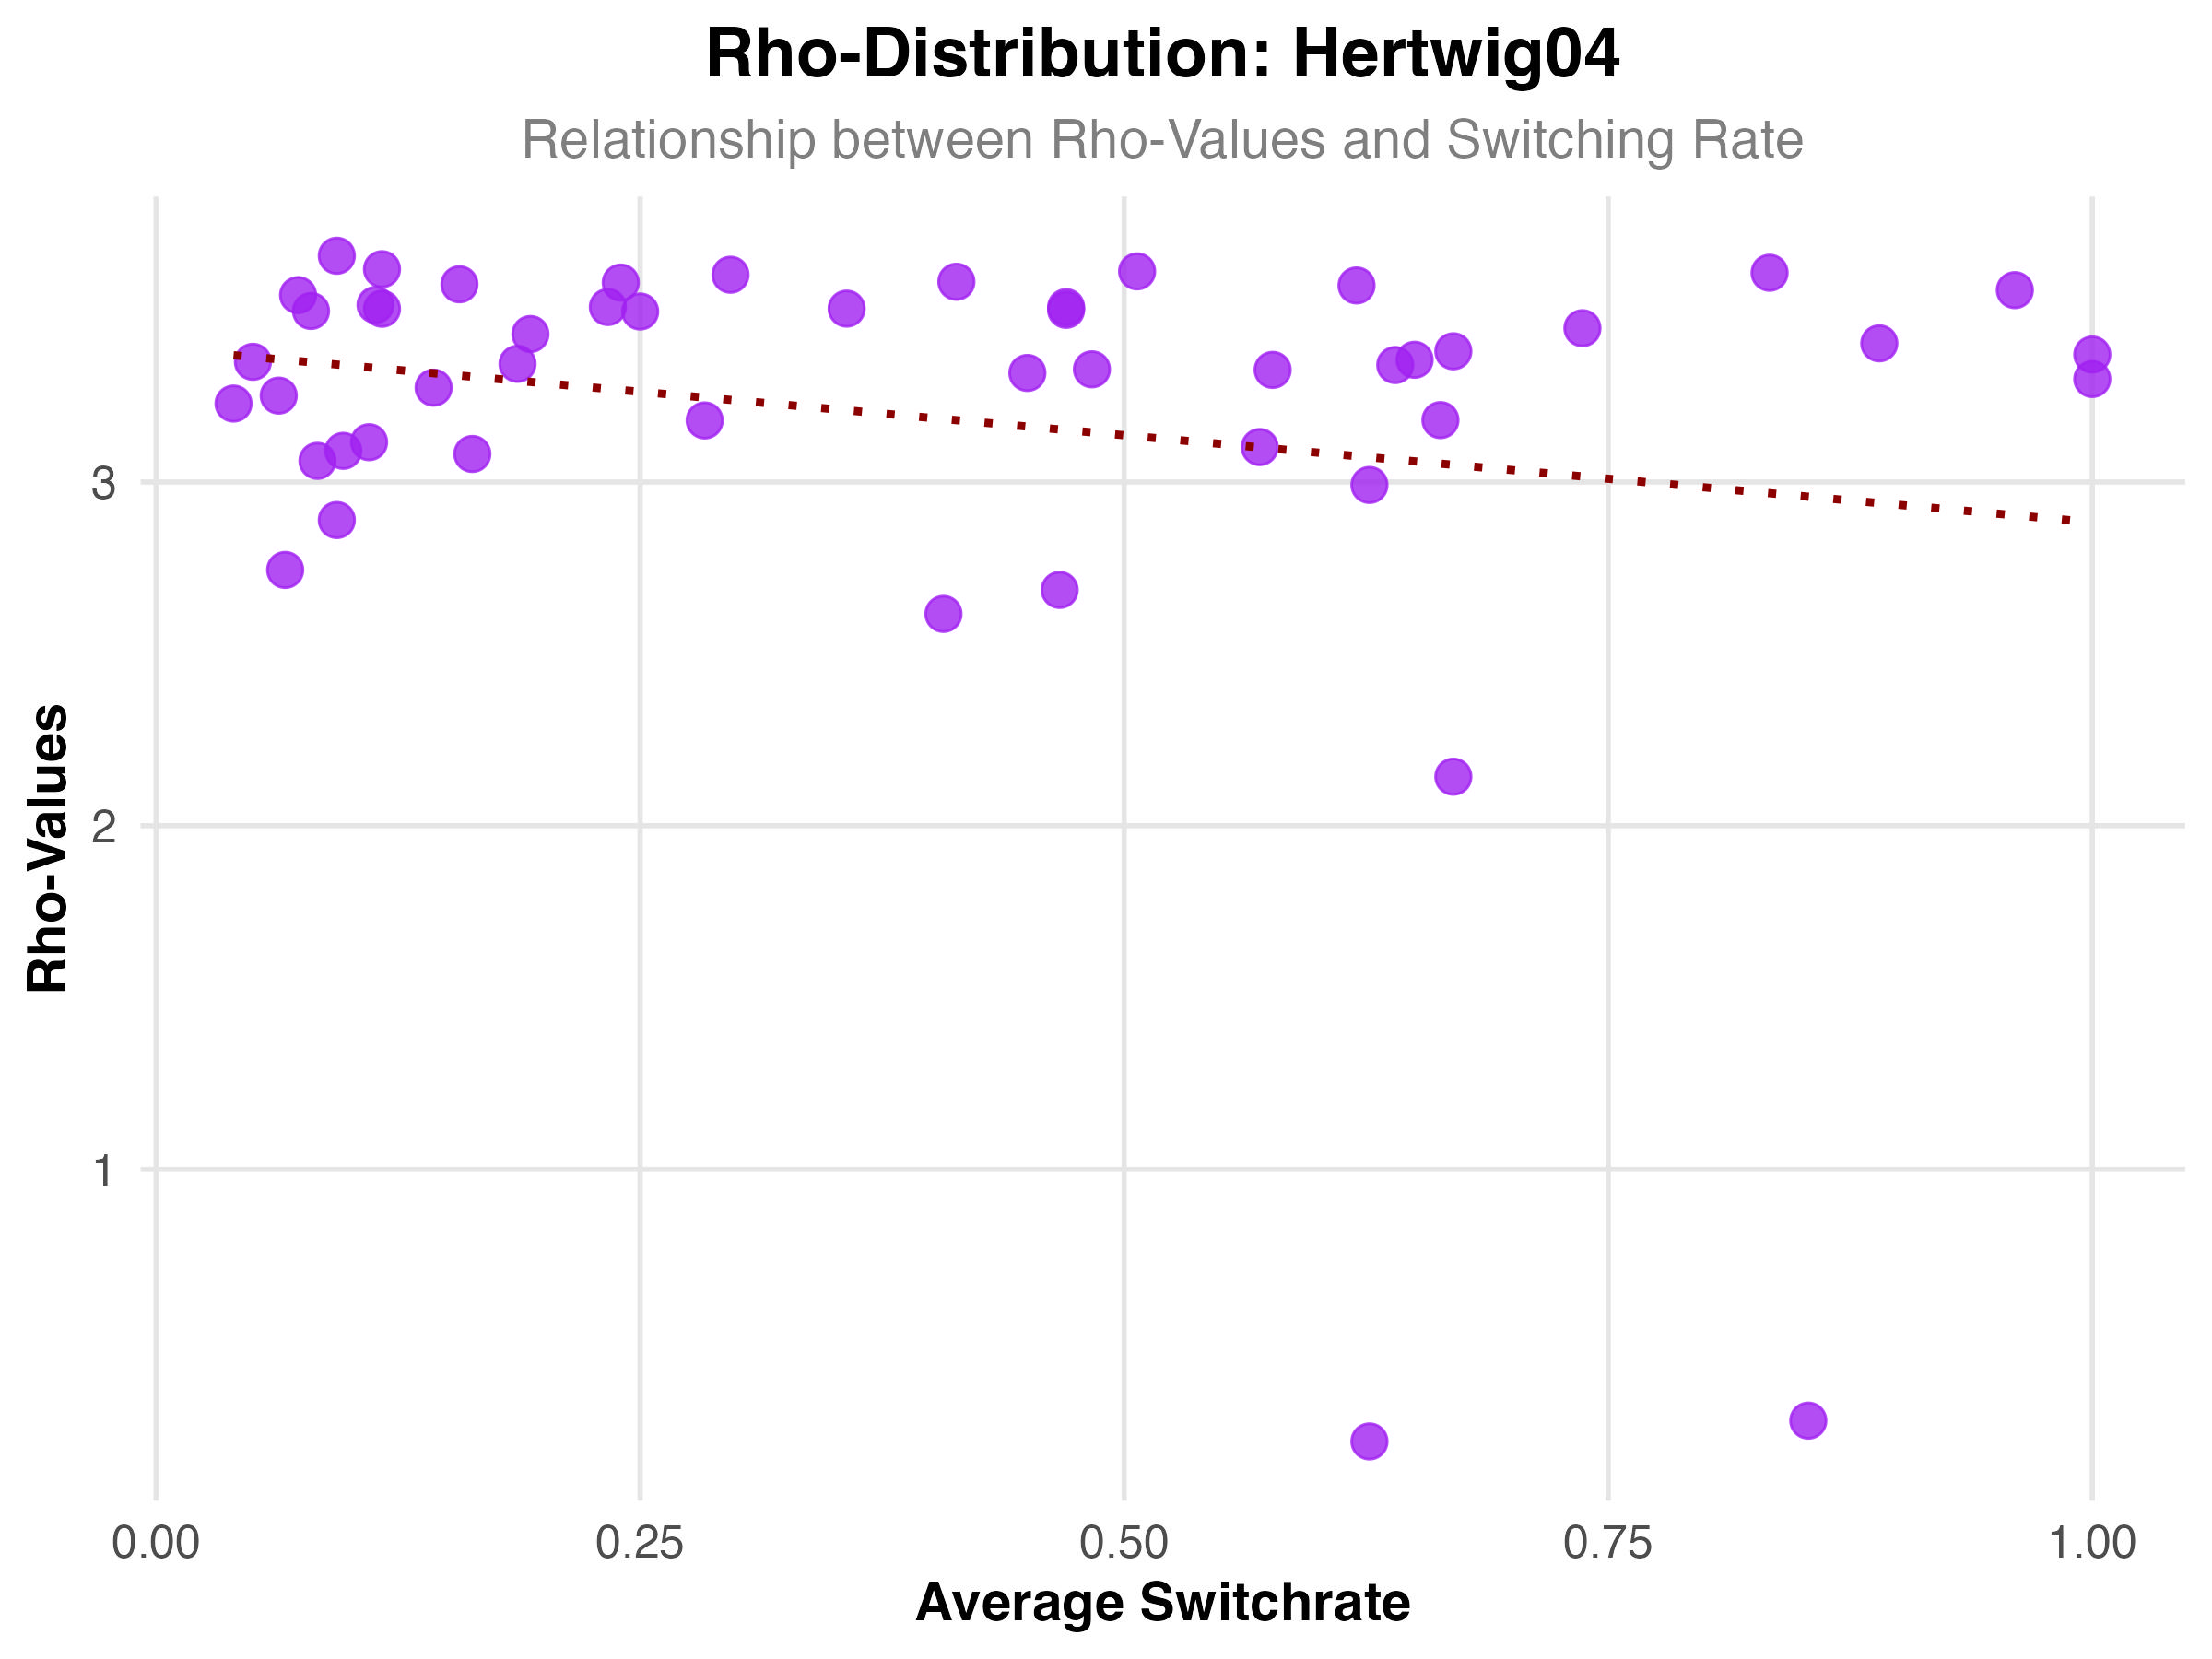 Rho-Distribution: Hertwig04
Relationship between Rho-Values and Switching Rate
Rho-Values
3
2
1
0.00 0.25 0.50 0.75 1.00
Average Switchrate